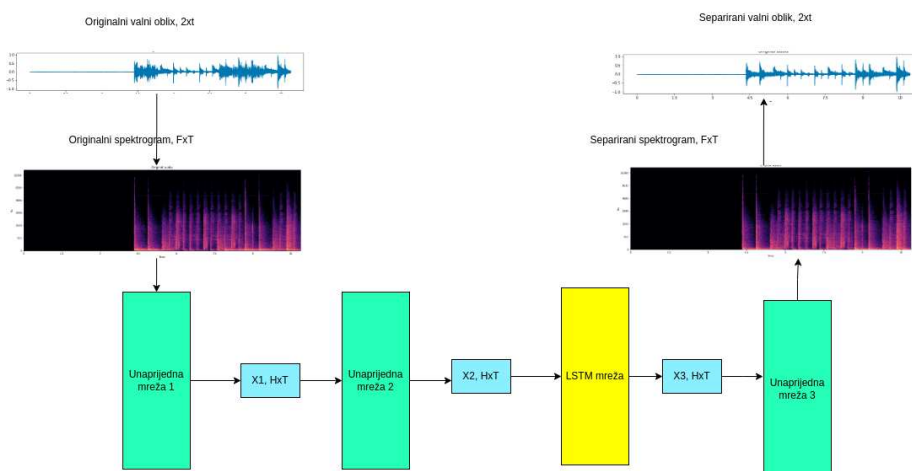 Originalni valni oblix, 2xt
Separirani valni oblik, 2xt
Originalni spektrogram, FxT
Separirani spektrogram, FxT
Unaprijedna
mreža 1
X1, HxT
Unaprijedna
mreža 2
X2, HxT
LSTM mreža
X3, HxT
Unaprijedna
mreža 3